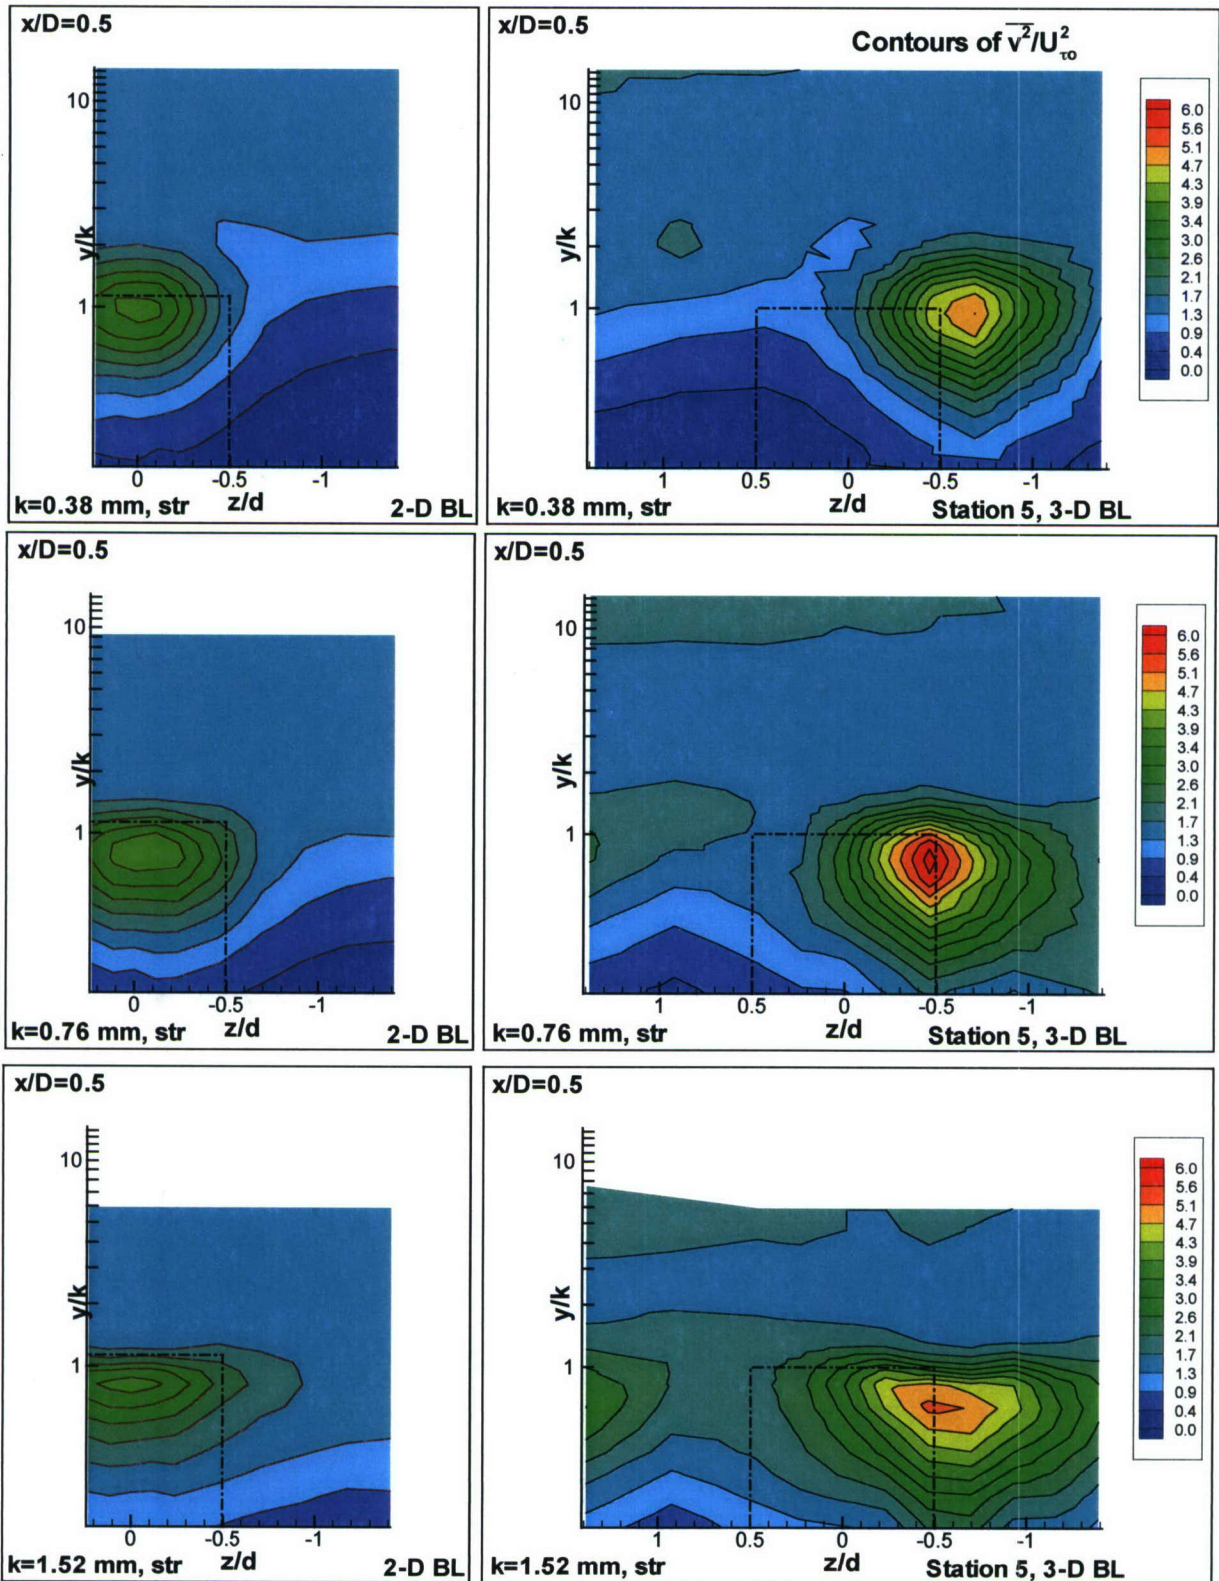 x/D=0.5
10
y/k
1
0 -0.5 -1
k=0.38 mm, str z/d 2-D BL
x/D=0.5
Contours of v²/U²τo
10
y/k
1
1 0.5 0 -0.5 -1
k=0.38 mm, str z/d Station 5, 3-D BL
6.0
5.6
5.1
4.7
4.3
3.9
3.4
3.0
2.6
2.1
1.7
1.3
0.9
0.4
0.0
x/D=0.5
10
y/k
1
0 -0.5 -1
k=0.76 mm, str z/d 2-D BL
x/D=0.5
10
y/k
1
1 0.5 0 -0.5 -1
k=0.76 mm, str z/d Station 5, 3-D BL
6.0
5.6
5.1
4.7
4.3
3.9
3.4
3.0
2.6
2.1
1.7
1.3
0.9
0.4
0.0
x/D=0.5
10
y/k
1
0 -0.5 -1
k=1.52 mm, str z/d 2-D BL
x/D=0.5
10
y/k
1
1 0.5 0 -0.5 -1
k=1.52 mm, str z/d Station 5, 3-D BL
6.0
5.6
5.1
4.7
4.3
3.9
3.4
3.0
2.6
2.1
1.7
1.3
0.9
0.4
0.0